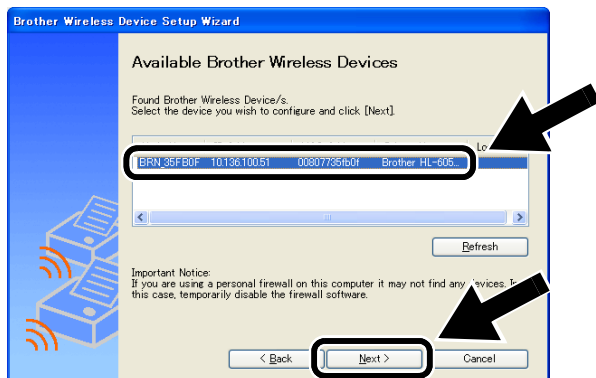 Brother Wireless Device Setup Wizard
Available Brother Wireless Devices
Found Brother Wireless Device/s.
Select the device you wish to configure and click [Next].
BRN_35FB0F 10.136.100.51 00807735fb0f Brother HL-605...
Refresh
Important Notice:
If you are using a personal firewall on this computer it may not find any devices. In
this case, temporarily disable the firewall software.
< Back Next > Cancel